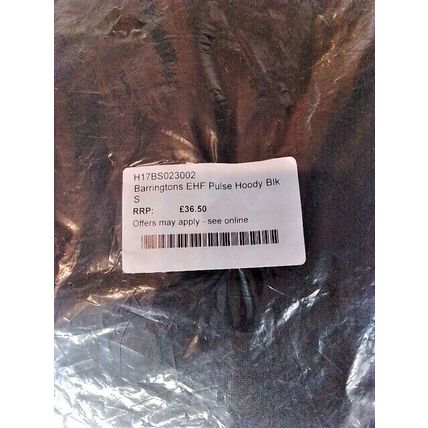 H17BS023002
Barringtons EHF Pulse Hoody Blk
S
RRP: £36.50
Offers may apply - see online